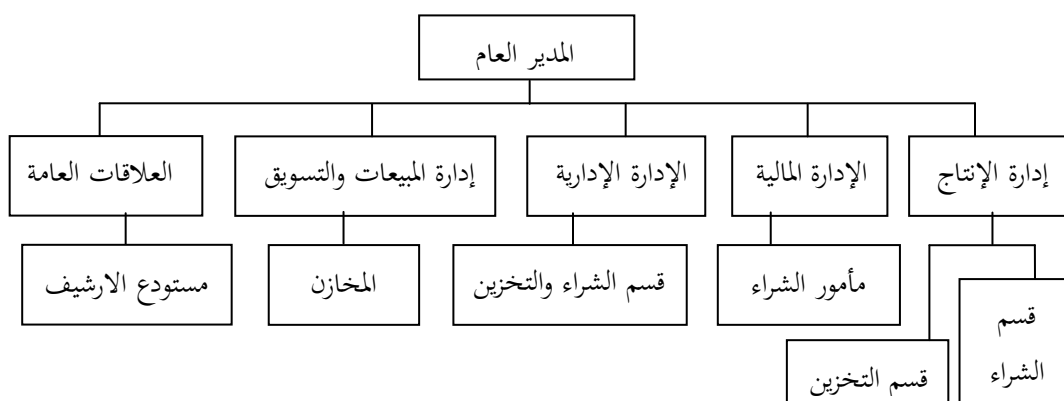 المدير العام
إدارة الإنتاج
الإدارة المالية
الإدارة الإدارية
إدارة المبيعات والتسويق
العلاقات العامة
قسم
الشراء
قسم التخزين
مأمور الشراء
قسم الشراء والتخزين
المخازن
مستودع الارشيف